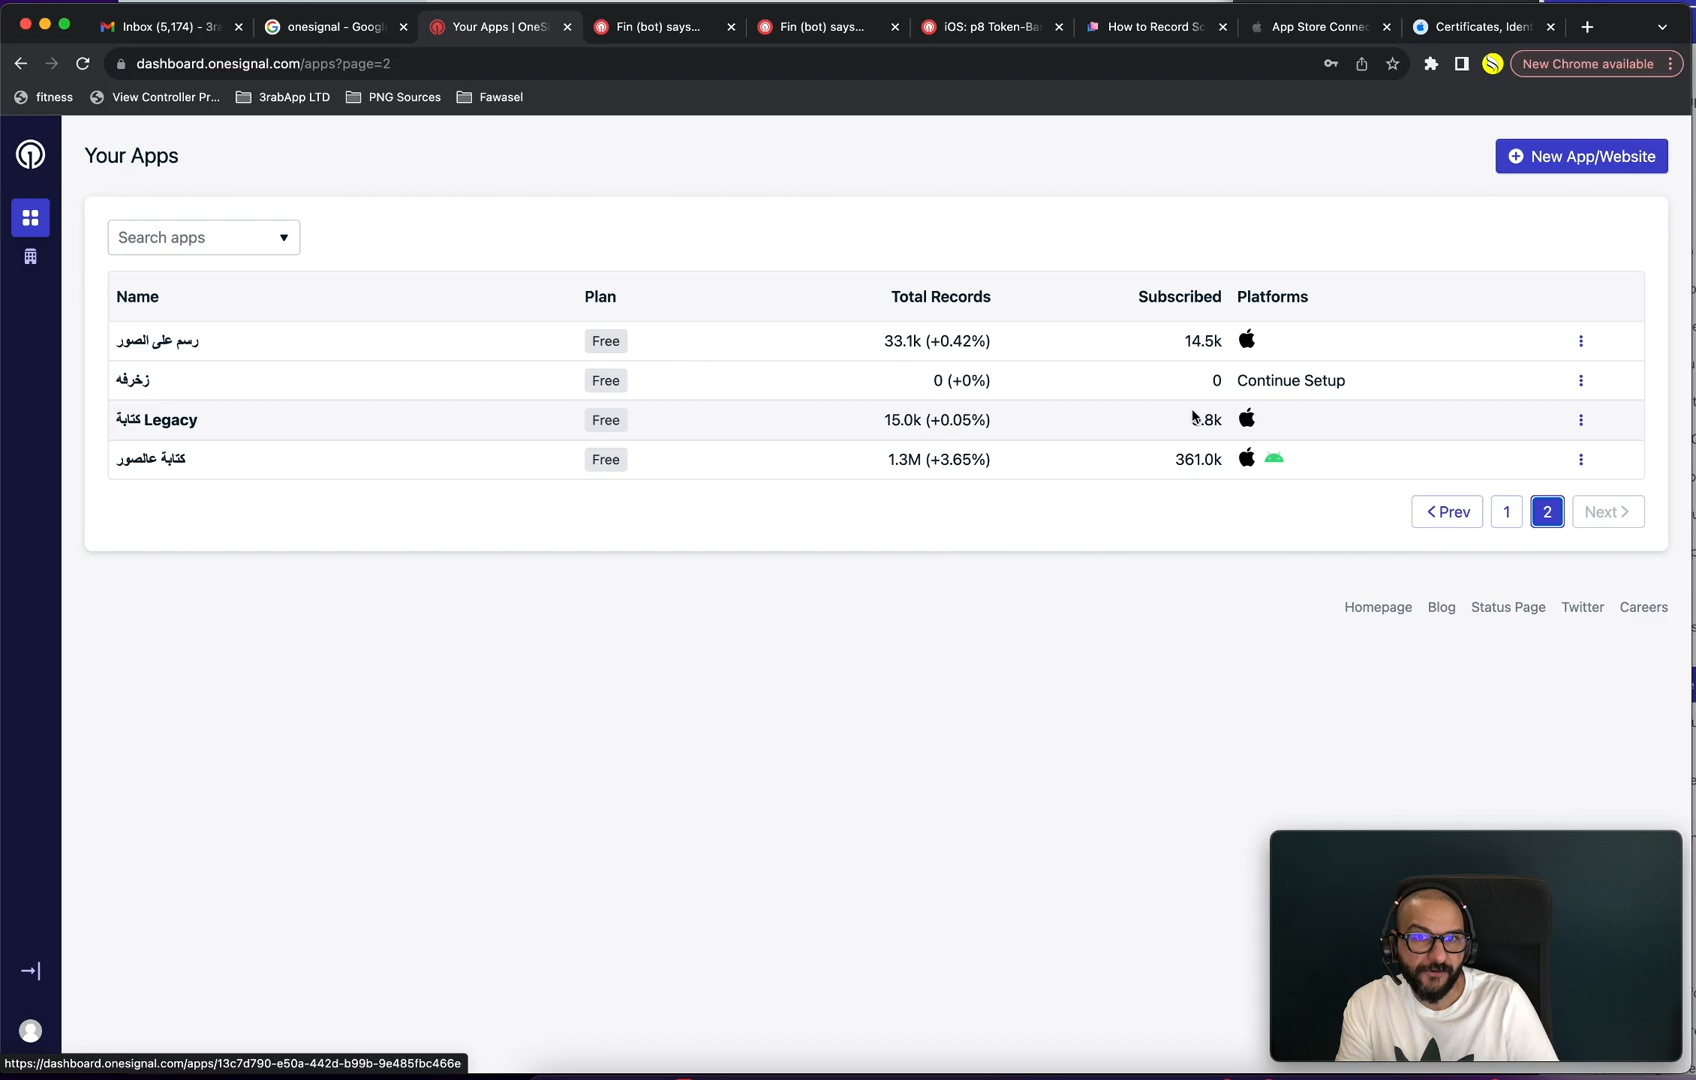 Inbox (5,174) - 3ra
onesignal - Googl
Your Apps | OneSi
Fin (bot) says...
Fin (bot) says...
iOS: p8 Token-Ba
How to Record Sc
App Store Connec
Certificates, Ident
dashboard.onesignal.com/apps?page=2
New Chrome available
fitness
View Controller Pr...
3rabApp LTD
PNG Sources
Fawasel
Your Apps
New App/Website
Search apps
Name Plan Total Records Subscribed Platforms
رسم على الصور Free 33.1k (+0.42%) 14.5k
زخرفه Free 0 (+0%) 0 Continue Setup
كتابة Legacy Free 15.0k (+0.05%) .8k
كتابة عالصور Free 1.3M (+3.65%) 361.0k
Prev 1 2 Next
Homepage Blog Status Page Twitter Careers
https://dashboard.onesignal.com/apps/13c7d790-e50a-442d-b99b-9e485fbc466e